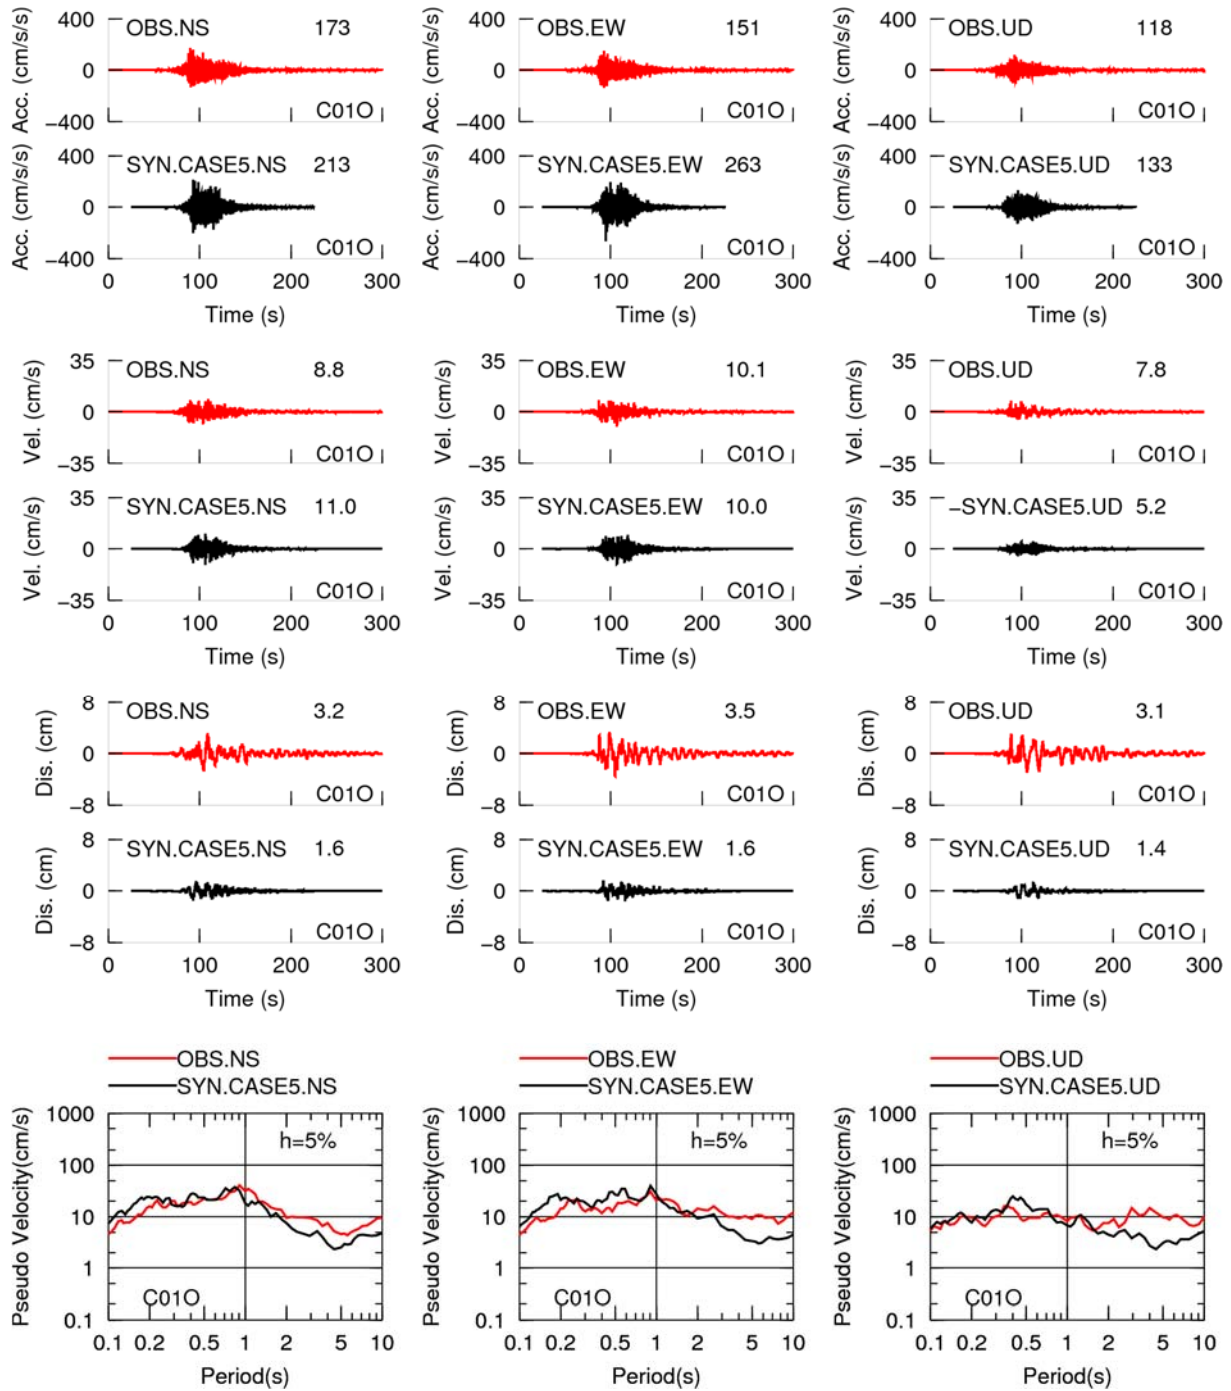 400
OBS.NS 173
Acc. (cm/s/s)
0
−400
C01O
400
SYN.CASE5.NS 213
Acc. (cm/s/s)
0
−400
C01O
0 100 200 300
Time (s)
400
OBS.EW 151
Acc. (cm/s/s)
0
−400
C01O
400
SYN.CASE5.EW 263
Acc. (cm/s/s)
0
−400
C01O
0 100 200 300
Time (s)
400
OBS.UD 118
Acc. (cm/s/s)
0
−400
C01O
400
SYN.CASE5.UD 133
Acc. (cm/s/s)
0
−400
C01O
0 100 200 300
Time (s)
35
OBS.NS 8.8
Vel. (cm/s)
0
−35
C01O
35
SYN.CASE5.NS 11.0
Vel. (cm/s)
0
−35
C01O
0 100 200 300
Time (s)
35
OBS.EW 10.1
Vel. (cm/s)
0
−35
C01O
35
SYN.CASE5.EW 10.0
Vel. (cm/s)
0
−35
C01O
0 100 200 300
Time (s)
35
OBS.UD 7.8
Vel. (cm/s)
0
−35
C01O
35
−SYN.CASE5.UD 5.2
Vel. (cm/s)
0
−35
C01O
0 100 200 300
Time (s)
8
OBS.NS 3.2
Dis. (cm)
0
−8
C01O
8
SYN.CASE5.NS 1.6
Dis. (cm)
0
−8
C01O
0 100 200 300
Time (s)
8
OBS.EW 3.5
Dis. (cm)
0
−8
C01O
8
SYN.CASE5.EW 1.6
Dis. (cm)
0
−8
C01O
0 100 200 300
Time (s)
8
OBS.UD 3.1
Dis. (cm)
0
−8
C01O
8
SYN.CASE5.UD 1.4
Dis. (cm)
0
−8
C01O
0 100 200 300
Time (s)
OBS.NS
SYN.CASE5.NS
Pseudo Velocity(cm/s)
1000
h=5%
100
10
1
C01O
0.1
0.1 0.2 0.5 1 2 5 10
Period(s)
OBS.EW
SYN.CASE5.EW
Pseudo Velocity(cm/s)
1000
h=5%
100
10
1
C01O
0.1
0.1 0.2 0.5 1 2 5 10
Period(s)
OBS.UD
SYN.CASE5.UD
Pseudo Velocity(cm/s)
1000
h=5%
100
10
1
C01O
0.1
0.1 0.2 0.5 1 2 5 10
Period(s)